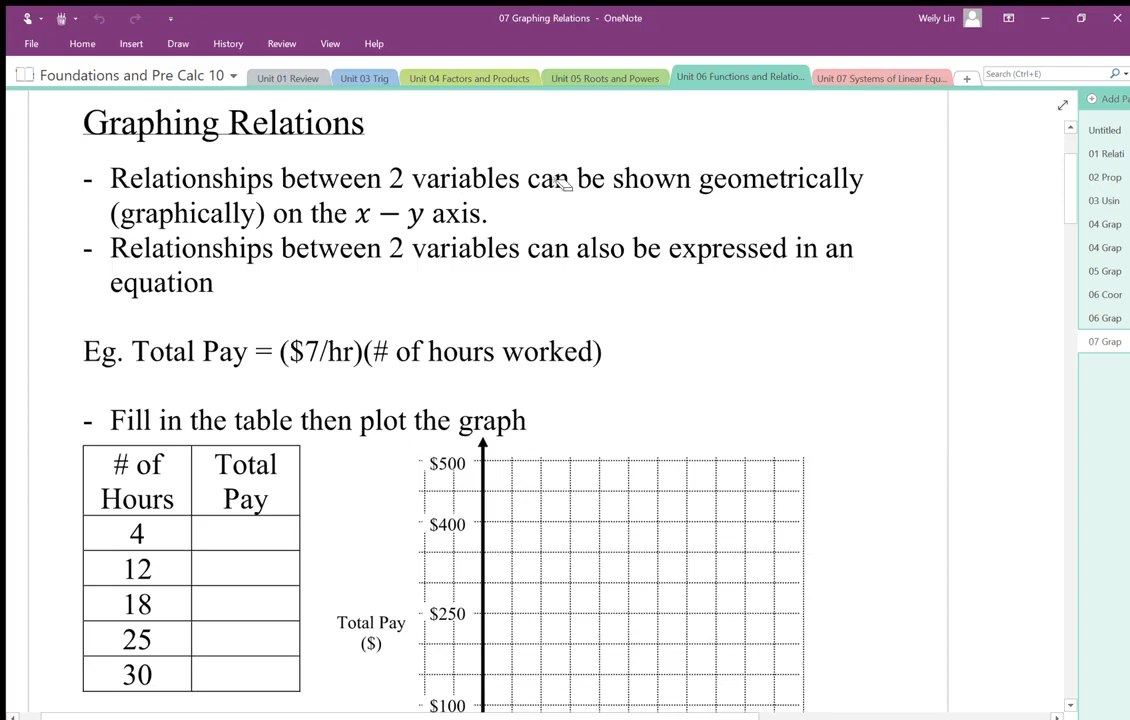 07 Graphing Relations - OneNote
Weily Lin
File Home Insert Draw History Review View Help
Foundations and Pre Calc 10
Unit 01 Review
Unit 03 Trig
Unit 04 Factors and Products
Unit 05 Roots and Powers
Unit 06 Functions and Relatio...
Unit 07 Systems of Linear Equ...
+
Search (Ctrl+E)
Add Pa
Untitled
01 Relati
02 Prop
03 Usin
04 Grap
04 Grap
05 Grap
06 Coor
06 Grap
07 Grap
Graphing Relations
- Relationships between 2 variables can be shown geometrically
(graphically) on the x − y axis.
- Relationships between 2 variables can also be expressed in an
equation
Eg. Total Pay = ($7/hr)(# of hours worked)
- Fill in the table then plot the graph
# of Hours
Total Pay
4
12
18
25
30
Total Pay
($)
$500
$400
$250
$100